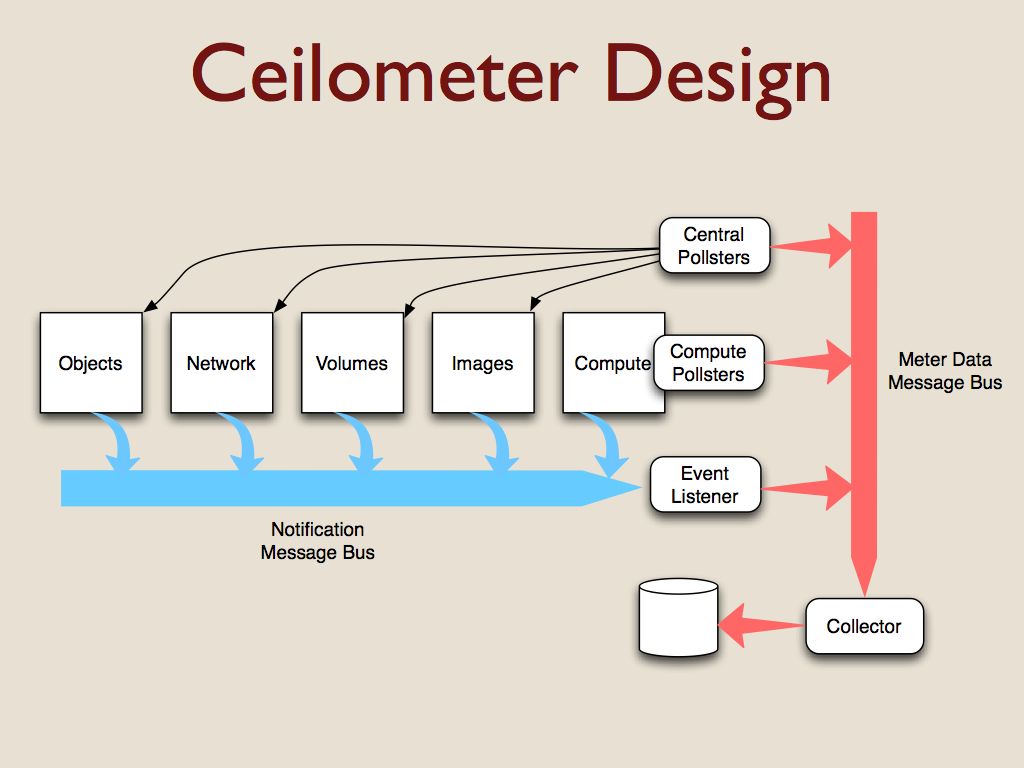 Ceilometer Design
Central
Pollsters
Objects
Network
Volumes
Images
Compute
Compute
Pollsters
Meter Data
Message Bus
Event
Listener
Notification
Message Bus
Collector